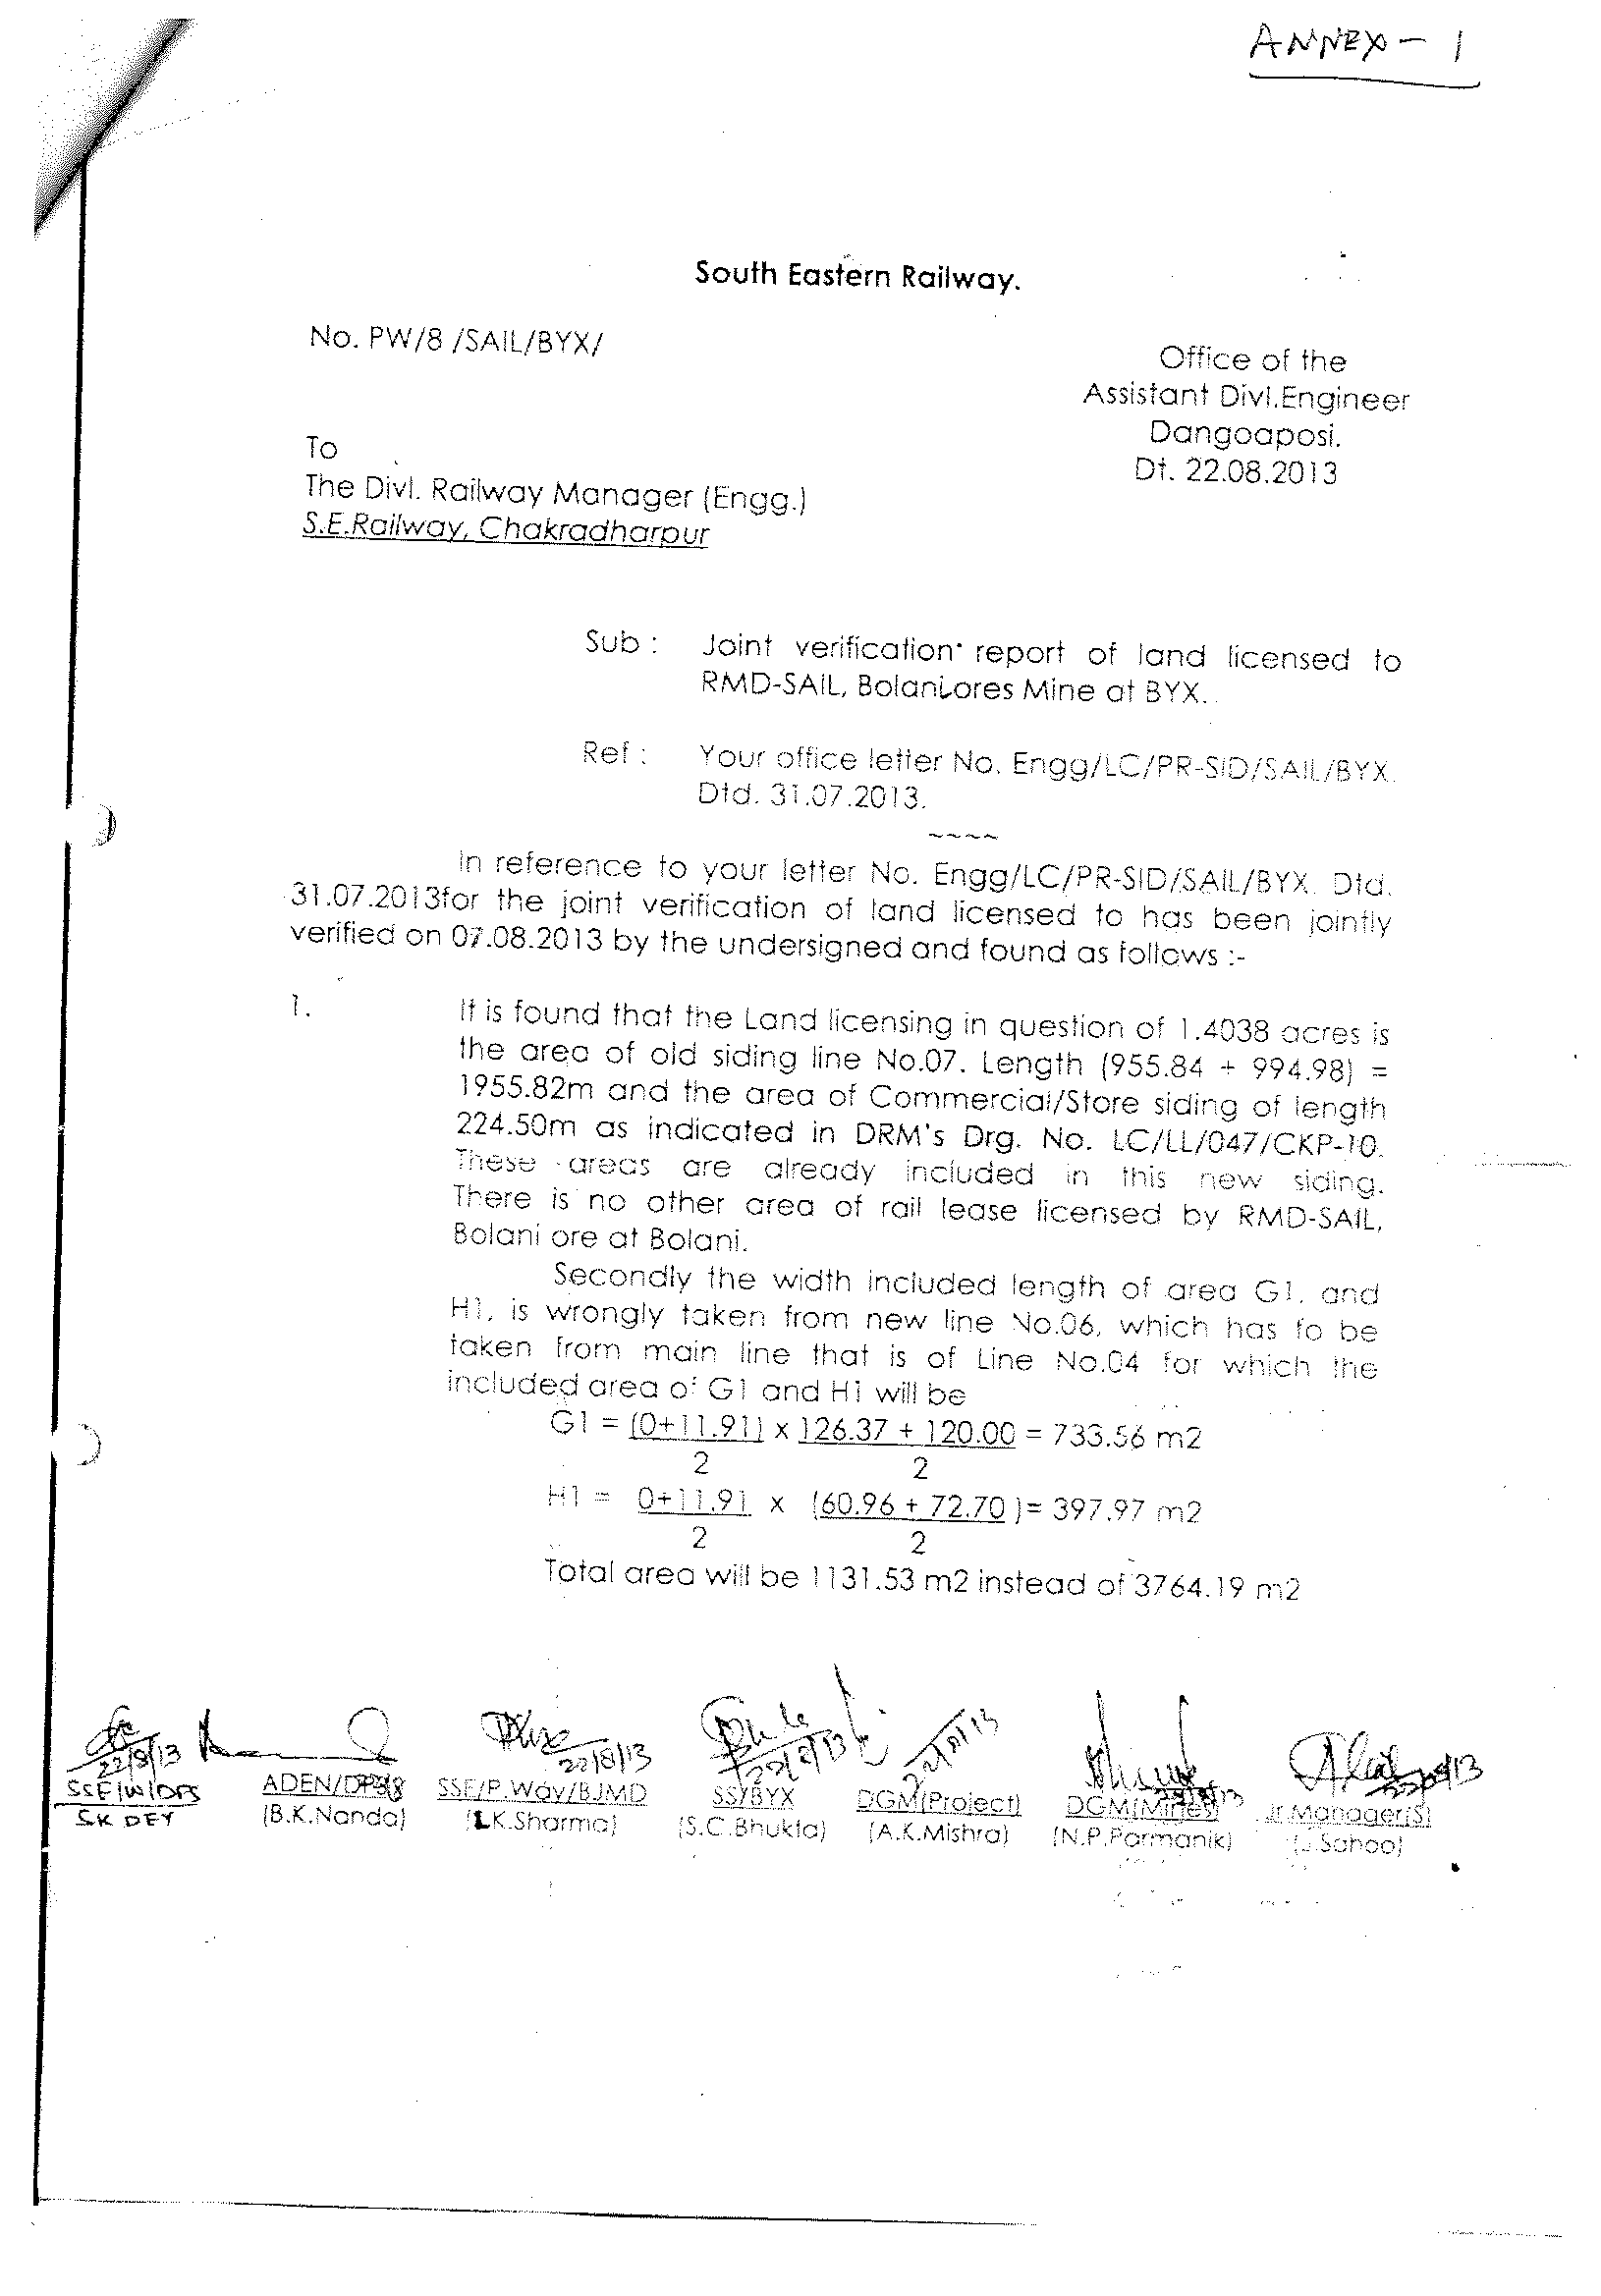 ANNEX - 1
South Eastern Railway.
No. PW/8 /SAIL/BYX/
Office of the
Assistant Divl.Engineer
Dangoaposi.
Dt. 22.08.2013
To
The Divl. Railway Manager (Engg.)
S.E.Railway, Chakradharpur
Sub : Joint verification report of land licensed to
RMD-SAIL, Bolani ores Mine at BYX.
Ref : Your office letter No. Engg/LC/PR-SID/SAIL/BYX.
Dtd. 31.07.2013.
~~~~
In reference to your letter No. Engg/LC/PR-SID/SAIL/BYX. Dtd.
31.07.2013for the joint verification of land licensed to has been jointly
verified on 07.08.2013 by the undersigned and found as follows :-
1. It is found that the Land licensing in question of 1.4038 acres is
the area of old siding line No.07. Length (955.84 + 994.98) =
1955.82m and the area of Commercial/Store siding of length
224.50m as indicated in DRM's Drg. No. LC/LL/047/CKP-10.
These areas are already included in this new siding.
There is no other area of rail lease licensed by RMD-SAIL,
Bolani ore at Bolani.
Secondly the width included length of area G1, and
H1, is wrongly taken from new line No.06, which has to be
taken from main line that is of Line No.04 for which the
included area of G1 and H1 will be
G1 = (0+11.91) x 126.37 + 120.00 = 733.56 m2
2 2
H1 = 0+11.91 x (60.96 + 72.70 )= 397.97 m2
2 2
Total area will be 1131.53 m2 instead of 3764.19 m2
22/8/13 22/8/13 22/8/13
SSE/W/DPS ADEN/DPS SSE/P.Way/BJMD SS/BYX DGM(Project) DGM(Mines) Jr.Manager(S)
SK DEY (B.K.Nanda) (L.K.Sharma) (S.C.Bhukta) (A.K.Mishra) (N.P.Parmanik) (J.Sahoo)